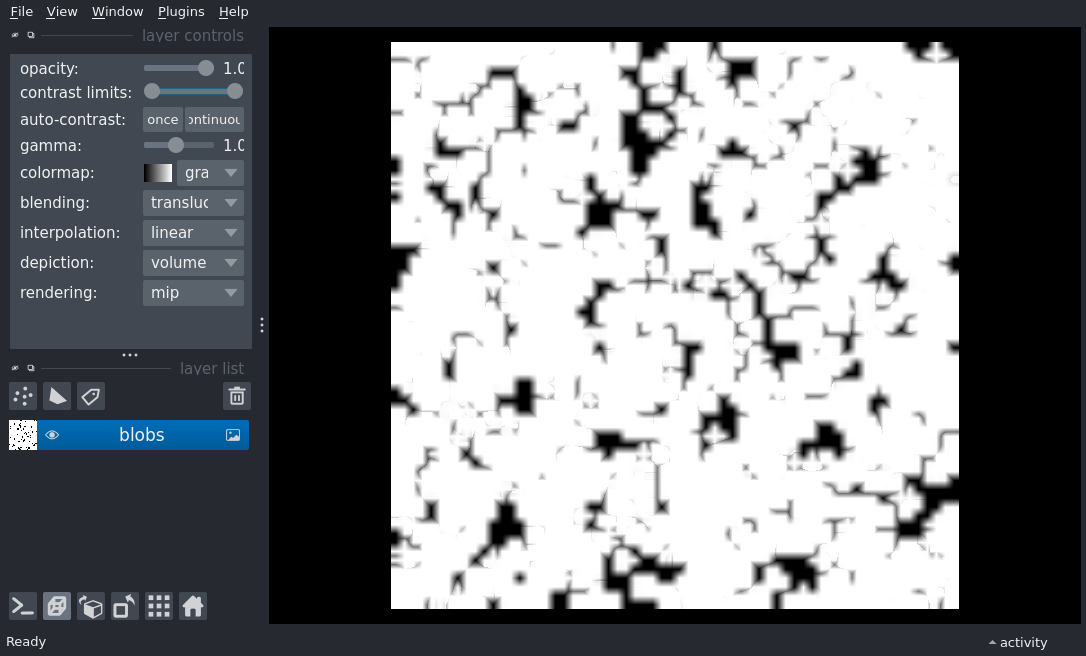 File View Window Plugins Help
layer controls
opacity: 1.0
contrast limits:
auto-contrast: once ontinuou
gamma: 1.0
colormap: gra
blending: transluc
interpolation: linear
depiction: volume
rendering: mip
layer list
blobs
Ready
activity